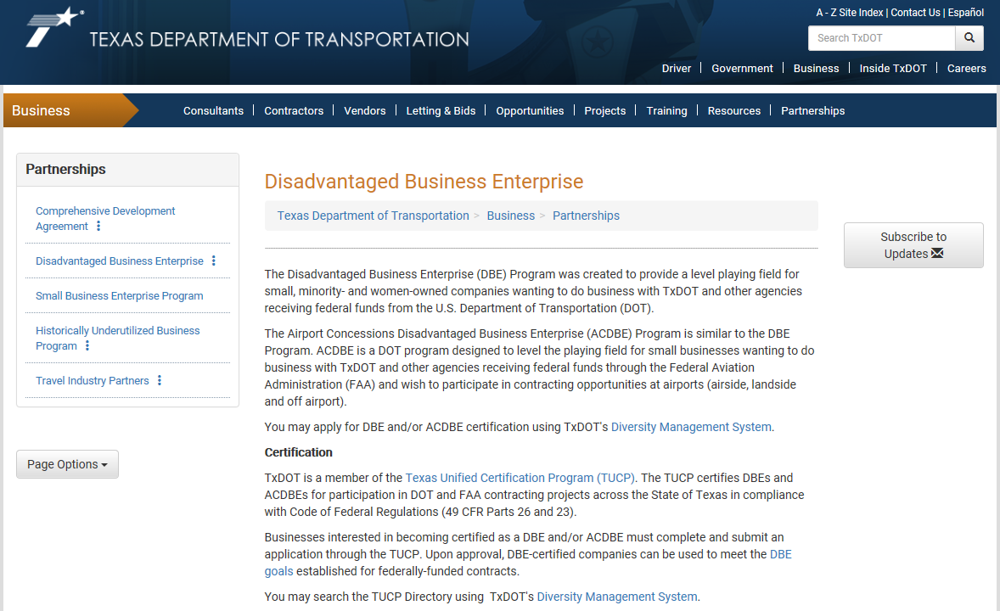 A - Z Site Index | Contact Us | Español
TEXAS DEPARTMENT OF TRANSPORTATION
Search TxDOT
Driver | Government | Business | Inside TxDOT | Careers
Business
Consultants | Contractors | Vendors | Letting & Bids | Opportunities | Projects | Training | Resources | Partnerships
Partnerships
Comprehensive Development
Agreement
Disadvantaged Business Enterprise
Small Business Enterprise Program
Historically Underutilized Business
Program
Travel Industry Partners
Page Options
Disadvantaged Business Enterprise
Texas Department of Transportation > Business > Partnerships
The Disadvantaged Business Enterprise (DBE) Program was created to provide a level playing field for
small, minority- and women-owned companies wanting to do business with TxDOT and other agencies
receiving federal funds from the U.S. Department of Transportation (DOT).
The Airport Concessions Disadvantaged Business Enterprise (ACDBE) Program is similar to the DBE
Program. ACDBE is a DOT program designed to level the playing field for small businesses wanting to do
business with TxDOT and other agencies receiving federal funds through the Federal Aviation
Administration (FAA) and wish to participate in contracting opportunities at airports (airside, landside
and off airport).
You may apply for DBE and/or ACDBE certification using TxDOT's Diversity Management System.
Certification
TxDOT is a member of the Texas Unified Certification Program (TUCP). The TUCP certifies DBEs and
ACDBEs for participation in DOT and FAA contracting projects across the State of Texas in compliance
with Code of Federal Regulations (49 CFR Parts 26 and 23).
Businesses interested in becoming certified as a DBE and/or ACDBE must complete and submit an
application through the TUCP. Upon approval, DBE-certified companies can be used to meet the DBE
goals established for federally-funded contracts.
You may search the TUCP Directory using TxDOT's Diversity Management System.
Subscribe to
Updates